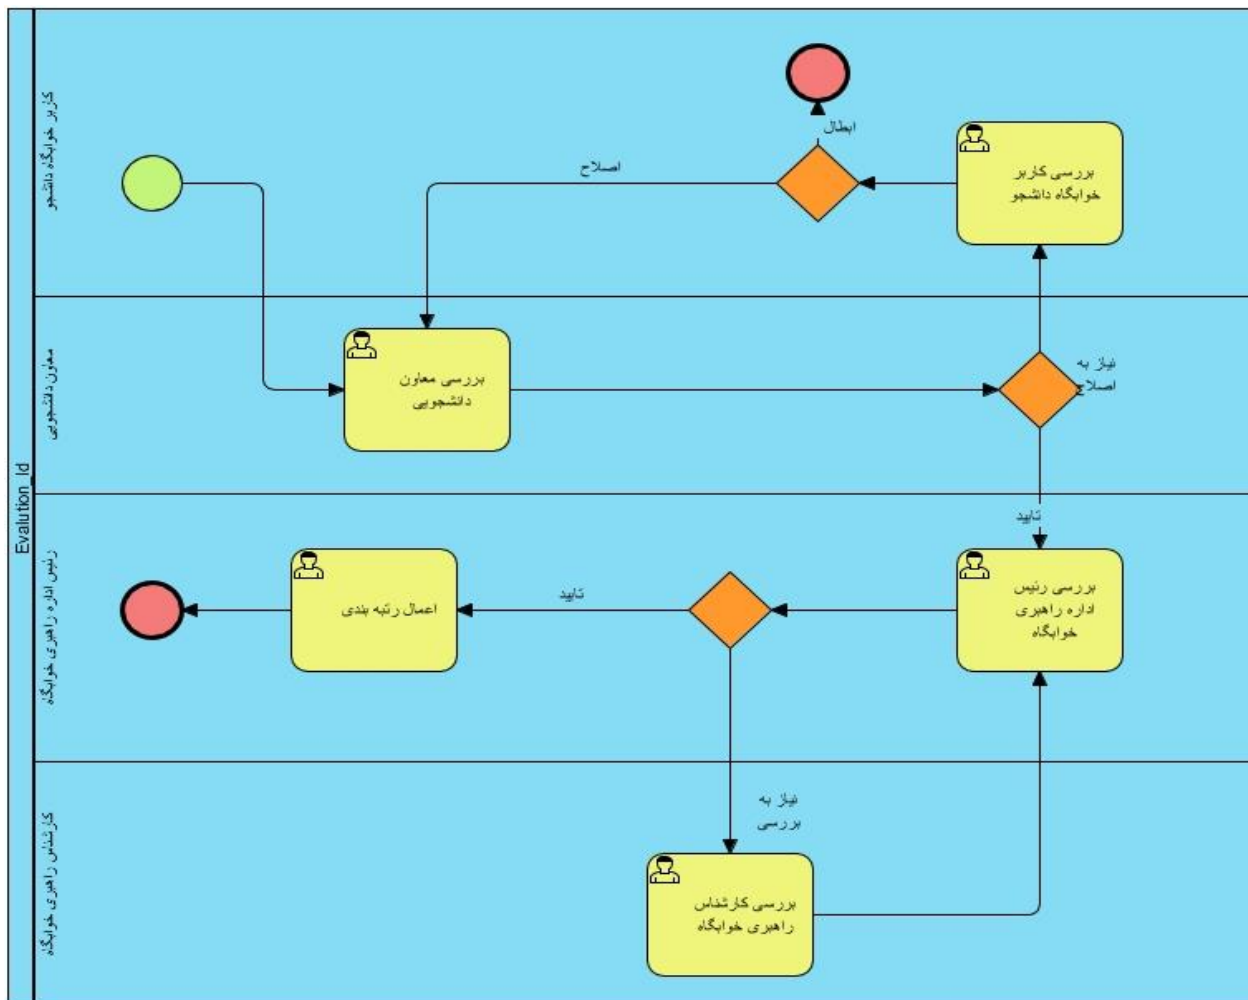 Evalution_Id
کاربر خوابگاه دانشجو
ابطال
اصلاح
بررسی کاربر
خوابگاه دانشجو
معاون دانشجویی
بررسی معاون
دانشجویی
نیاز به
اصلاح
رئیس اداره راهبری خوابگاه
تایید
بررسی رئیس
اداره راهبری
خوابگاه
تایید
اعمال رتبه بندی
کارشناس راهبری خوابگاه
نیاز به
بررسی
بررسی کارشناس
راهبری خوابگاه